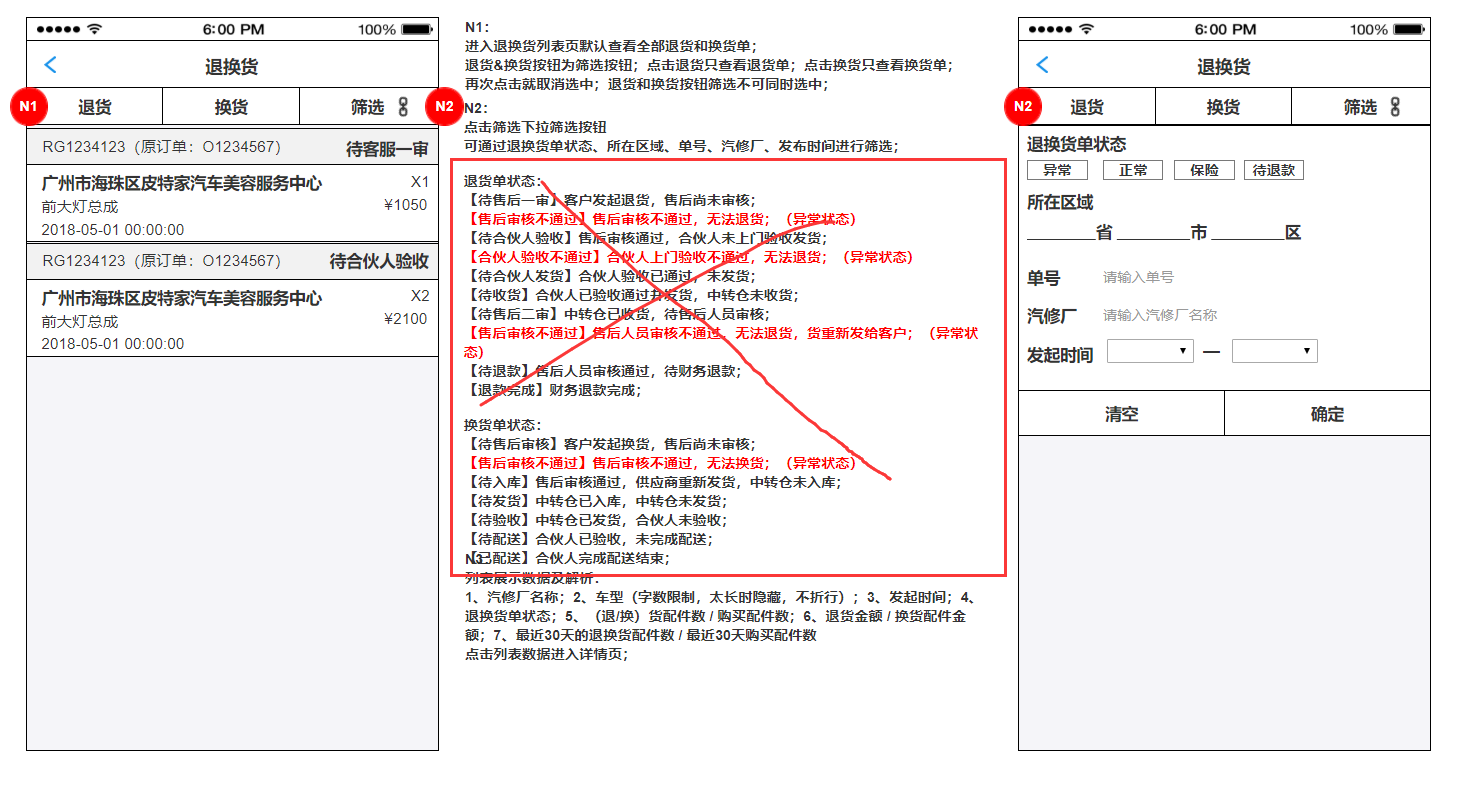 6:00 PM
100%
退换货
N1
退货
换货
筛选
N2
RG1234123（原订单：O1234567）
待客服一审
广州市海珠区皮特家汽车美容服务中心
X1
前大灯总成
¥1050
2018-05-01 00:00:00
RG1234123（原订单：O1234567）
待合伙人验收
广州市海珠区皮特家汽车美容服务中心
X2
前大灯总成
¥2100
2018-05-01 00:00:00
N1：
进入退换货列表页默认查看全部退货和换货单；
退货&换货按钮为筛选按钮；点击退货只查看退货单；点击换货只查看换货单；
再次点击就取消选中；退货和换货按钮筛选不可同时选中；
N2：
点击筛选下拉筛选按钮
可通过退换货单状态、所在区域、单号、汽修厂、发布时间进行筛选；
退货单状态：
【待售后一审】客户发起退货，售后尚未审核；
【售后审核不通过】售后审核不通过，无法退货；（异常状态）
【待合伙人验收】售后审核通过，合伙人未上门验收发货；
【合伙人验收不通过】合伙人上门验收不通过，无法退货；（异常状态）
【待合伙人发货】合伙人验收已通过，未发货；
【待收货】合伙人已验收通过并发货，中转仓未收货；
【待售后二审】中转仓已收货，待售后人员审核；
【售后审核不通过】售后人员审核不通过，无法退货，货重新发给客户；（异常状
态）
【待退款】售后人员审核通过，待财务退款；
【退款完成】财务退款完成；
换货单状态：
【待售后审核】客户发起换货，售后尚未审核；
【售后审核不通过】售后审核不通过，无法换货；（异常状态）
【待入库】售后审核通过，供应商重新发货，中转仓未入库；
【待发货】中转仓已入库，中转仓未发货；
【待验收】中转仓已发货，合伙人未验收；
【待配送】合伙人已验收，未完成配送；
【已配送】合伙人完成配送结束；
N3：
列表展示数据及解析：
1、汽修厂名称；2、车型（字数限制，太长时隐藏，不折行）；3、发起时间；4、
退换货单状态；5、（退/换）货配件数 / 购买配件数；6、退货金额 / 换货配件金
额；7、最近30天的退换货配件数 / 最近30天购买配件数
点击列表数据进入详情页；
6:00 PM
100%
退换货
N2
退货
换货
筛选
退换货单状态
异常
正常
保险
待退款
所在区域
________省 ________市 ________区
单号
请输入单号
汽修厂
请输入汽修厂名称
发起时间
—
清空
确定